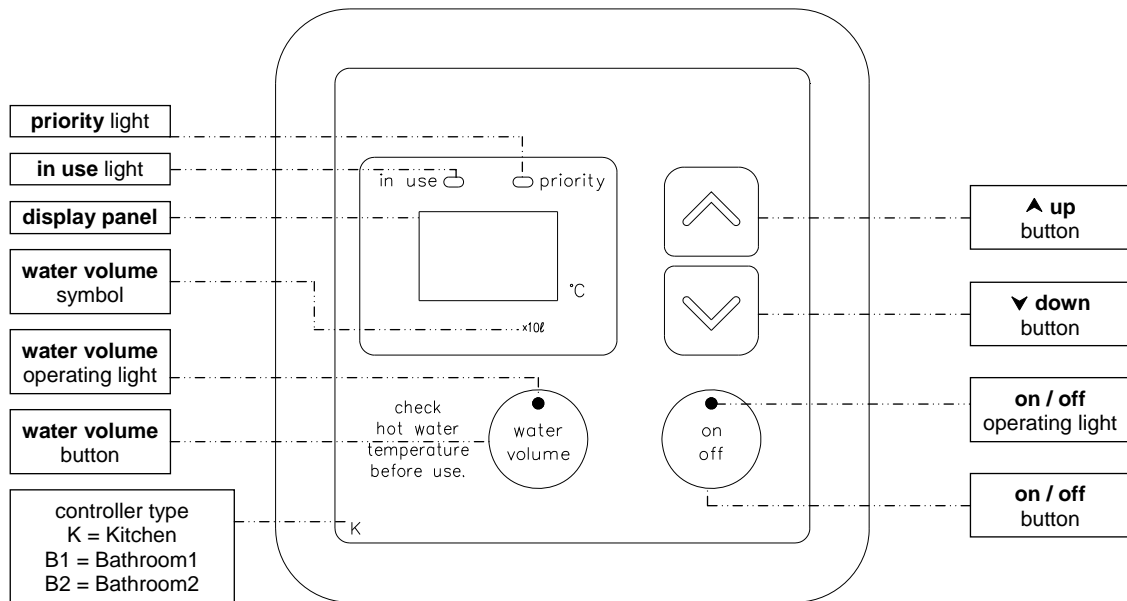 priority light
in use light
display panel
water volume
symbol
water volume
operating light
water volume
button
controller type
K = Kitchen
B1 = Bathroom1
B2 = Bathroom2
in use
priority
°C
x10ℓ
check
hot water
temperature
before use.
water
volume
on
off
K
⮝ up
button
⮟ down
button
on / off
operating light
on / off
button